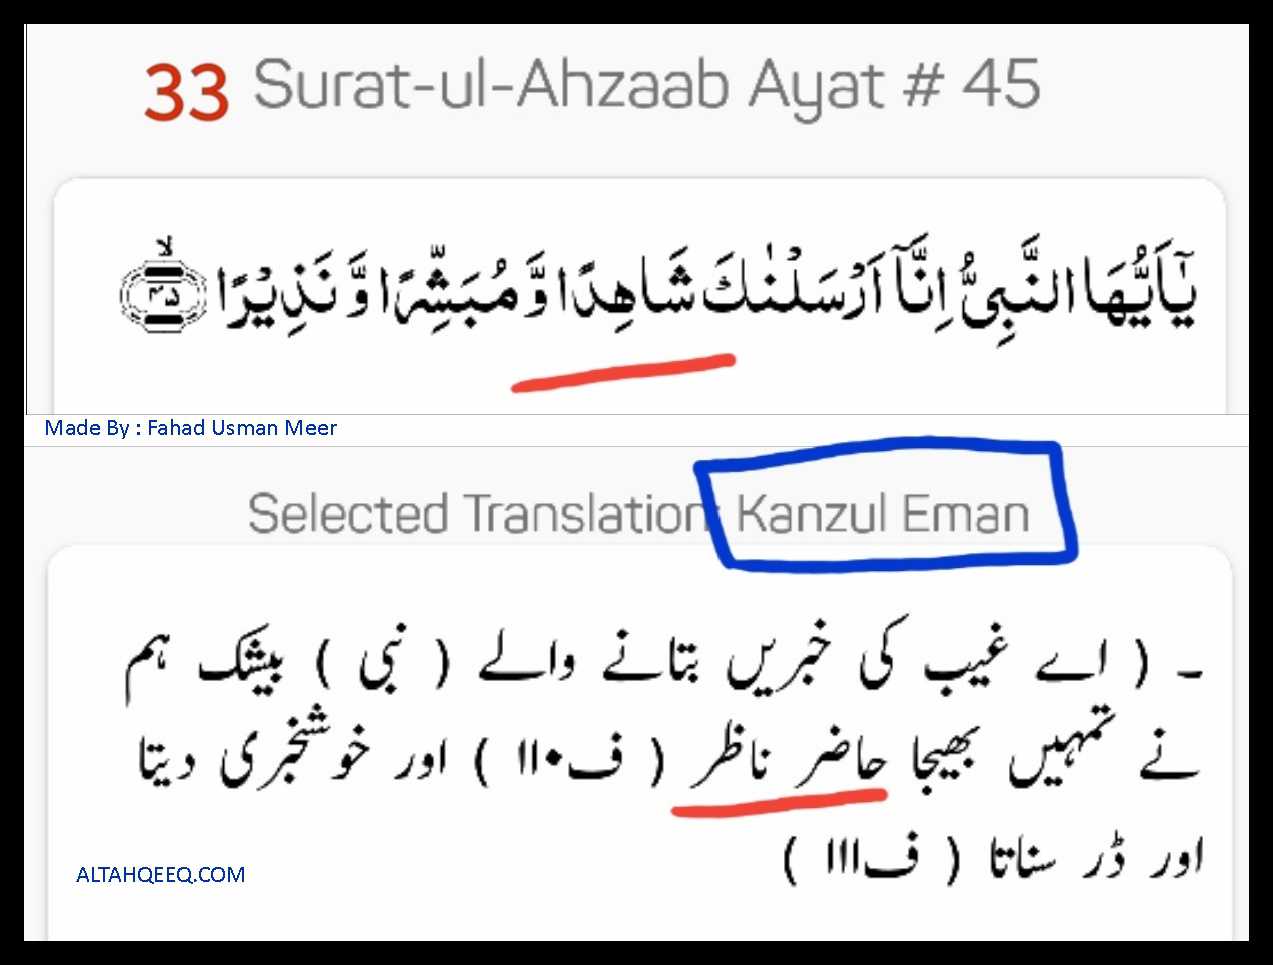 33 Surat-ul-Ahzaab Ayat # 45
یٰۤاَیُّهَا النَّبِیُّ اِنَّاۤ اَرْسَلْنٰكَ شَاهِدًا وَّ مُبَشِّرًا وَّ نَذِیْرًا ۙ﴿۴۵﴾
Made By : Fahad Usman Meer
Selected Translation: Kanzul Eman
۔ ( اے غیب کی خبریں بتانے والے ( نبی ) بیشک ہم
نے تمہیں بھیجا حاضر ناظر ( ف۱۱۰ ) اور خوشخبری دیتا
اور ڈر سناتا ( ف۱۱۱ )
ALTAHQEEQ.COM